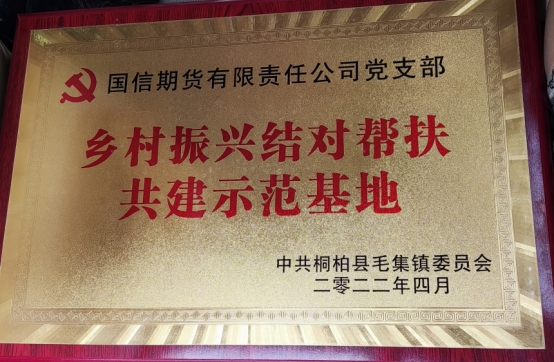 国信期货有限责任公司党支部
乡村振兴结对帮扶
共建示范基地
中共桐柏县毛集镇委员会
二零二二年四月